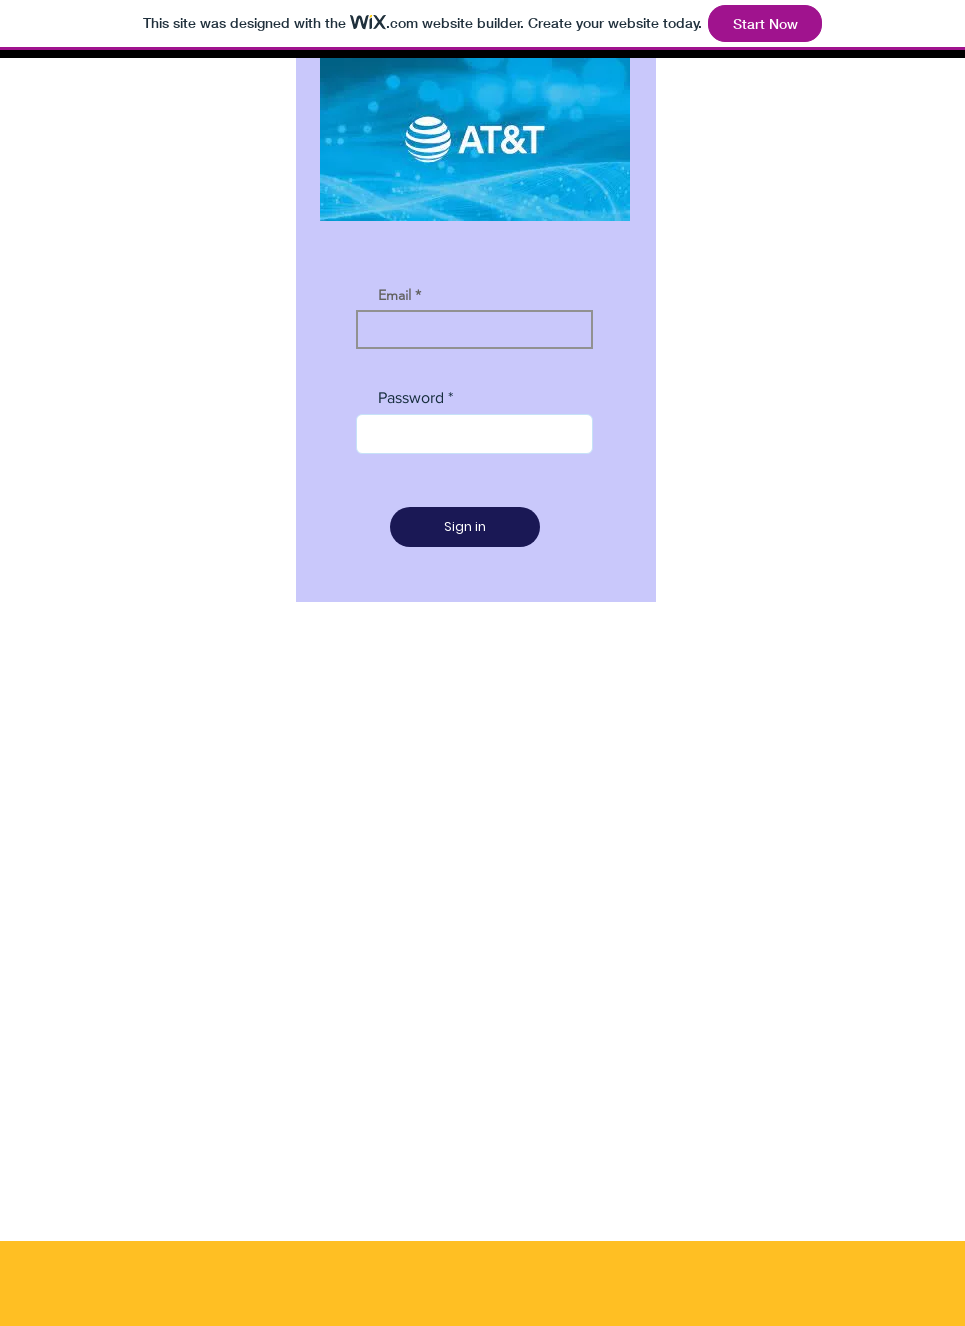 This site was designed with the WiX.com website builder. Create your website today. Start Now
AT&T
Email *
Password *
Sign in